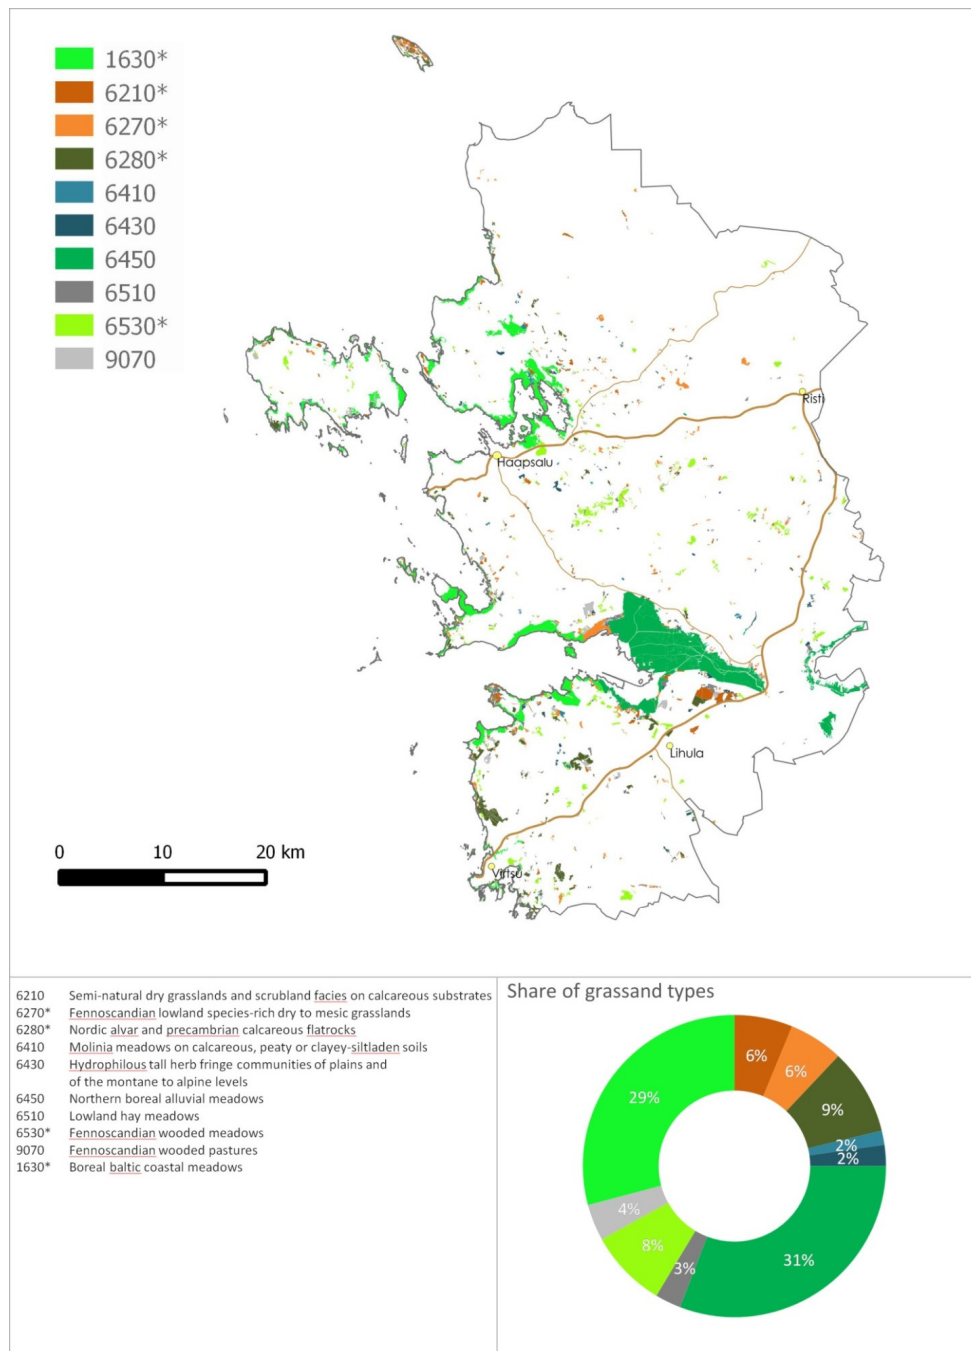 1630*
6210*
6270*
6280*
6410
6430
6450
6510
6530*
9070
Risti
Haapsalu
Lihula
Virtsu
0 10 20 km
6210 Semi-natural dry grasslands and scrubland facies on calcareous substrates
6270* Fennoscandian lowland species-rich dry to mesic grasslands
6280* Nordic alvar and precambrian calcareous flatrocks
6410 Molinia meadows on calcareous, peaty or clayey-siltladen soils
6430 Hydrophilous tall herb fringe communities of plains and
of the montane to alpine levels
6450 Northern boreal alluvial meadows
6510 Lowland hay meadows
6530* Fennoscandian wooded meadows
9070 Fennoscandian wooded pastures
1630* Boreal baltic coastal meadows
Share of grassand types
6%
6%
9%
2%
2%
31%
3%
8%
4%
29%